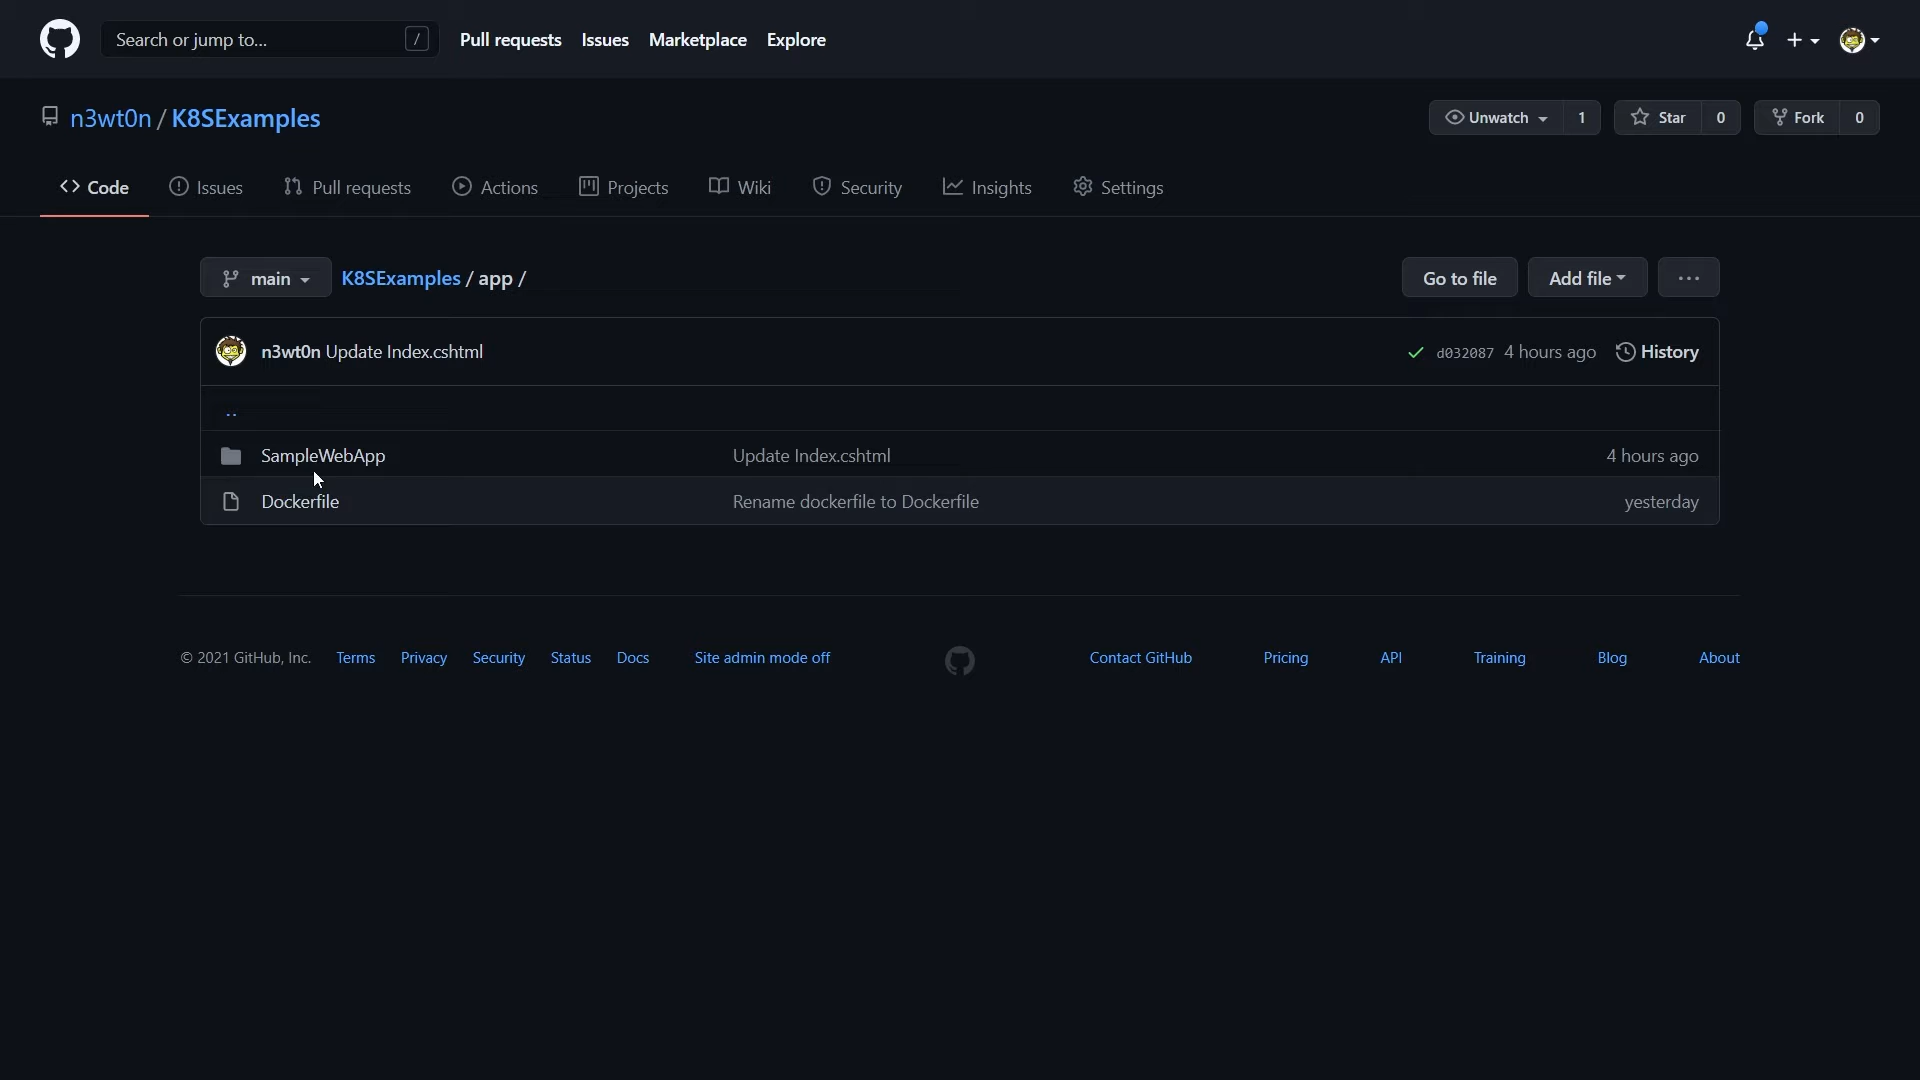 Search or jump to... / Pull requests Issues Marketplace Explore
n3wt0n / K8SExamples Unwatch 1 Star 0 Fork 0
Code Issues Pull requests Actions Projects Wiki Security Insights Settings
main K8SExamples / app / Go to file Add file ...
n3wt0n Update Index.cshtml d032087 4 hours ago History
..
SampleWebApp Update Index.cshtml 4 hours ago
Dockerfile Rename dockerfile to Dockerfile yesterday
© 2021 GitHub, Inc. Terms Privacy Security Status Docs Site admin mode off Contact GitHub Pricing API Training Blog About